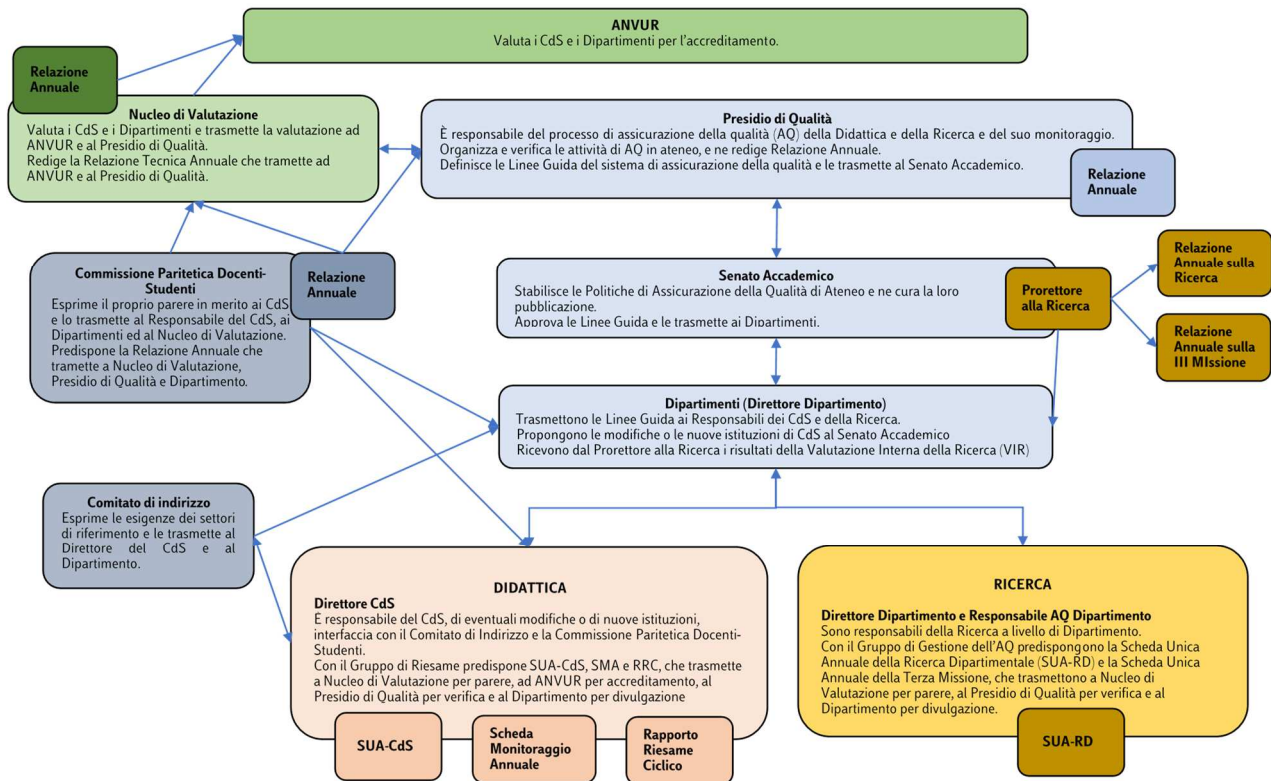 ANVUR
Valuta i CdS e i Dipartimenti per l'accreditamento.
Relazione
Annuale
Nucleo di Valutazione
Valuta i CdS e i Dipartimenti e trasmette la valutazione ad
ANVUR e al Presidio di Qualità.
Redige la Relazione Tecnica Annuale che tramette ad
ANVUR e al Presidio di Qualità.
Presidio di Qualità
È responsabile del processo di assicurazione della qualità (AQ) della Didattica e della Ricerca e del suo monitoraggio.
Organizza e verifica le attività di AQ in ateneo, e ne redige Relazione Annuale.
Definisce le Linee Guida del sistema di assicurazione della qualità e le trasmette al Senato Accademico.
Relazione
Annuale
Commissione Paritetica Docenti-
Studenti
Esprime il proprio parere in merito ai CdS
e lo trasmette al Responsabile del CdS, ai
Dipartimenti ed al Nucleo di Valutazione.
Predispone la Relazione Annuale che
tramette a Nucleo di Valutazione,
Presidio di Qualità e Dipartimento.
Relazione
Annuale
Senato Accademico
Stabilisce le Politiche di Assicurazione della Qualità di Ateneo e ne cura la loro
pubblicazione.
Approva le Linee Guida e le trasmette ai Dipartimenti.
Prorettore
alla Ricerca
Relazione
Annuale sulla
Ricerca
Relazione
Annuale sulla
III MIssione
Dipartimenti (Direttore Dipartimento)
Trasmettono le Linee Guida ai Responsabili dei CdS e della Ricerca.
Propongono le modifiche o le nuove istituzioni di CdS al Senato Accademico
Ricevono dal Prorettore alla Ricerca i risultati della Valutazione Interna della Ricerca (VIR)
Comitato di indirizzo
Esprime le esigenze dei settori
di riferimento e le trasmette al
Direttore del CdS e al
Dipartimento.
DIDATTICA
Direttore CdS
È responsabile del CdS, di eventuali modifiche o di nuove istituzioni,
interfaccia con il Comitato di Indirizzo e la Commissione Paritetica Docenti-
Studenti.
Con il Gruppo di Riesame predispone SUA-CdS, SMA e RRC, che trasmette
a Nucleo di Valutazione per parere, ad ANVUR per accreditamento, al
Presidio di Qualità per verifica e al Dipartimento per divulgazione
SUA-CdS
Scheda
Monitoraggio
Annuale
Rapporto
Riesame
Ciclico
RICERCA
Direttore Dipartimento e Responsabile AQ Dipartimento
Sono responsabili della Ricerca a livello di Dipartimento.
Con il Gruppo di Gestione dell'AQ predispongono la Scheda Unica
Annuale della Ricerca Dipartimentale (SUA-RD) e la Scheda Unica
Annuale della Terza Missione, che trasmettono a Nucleo di
Valutazione per parere, al Presidio di Qualità per verifica e al
Dipartimento per divulgazione.
SUA-RD